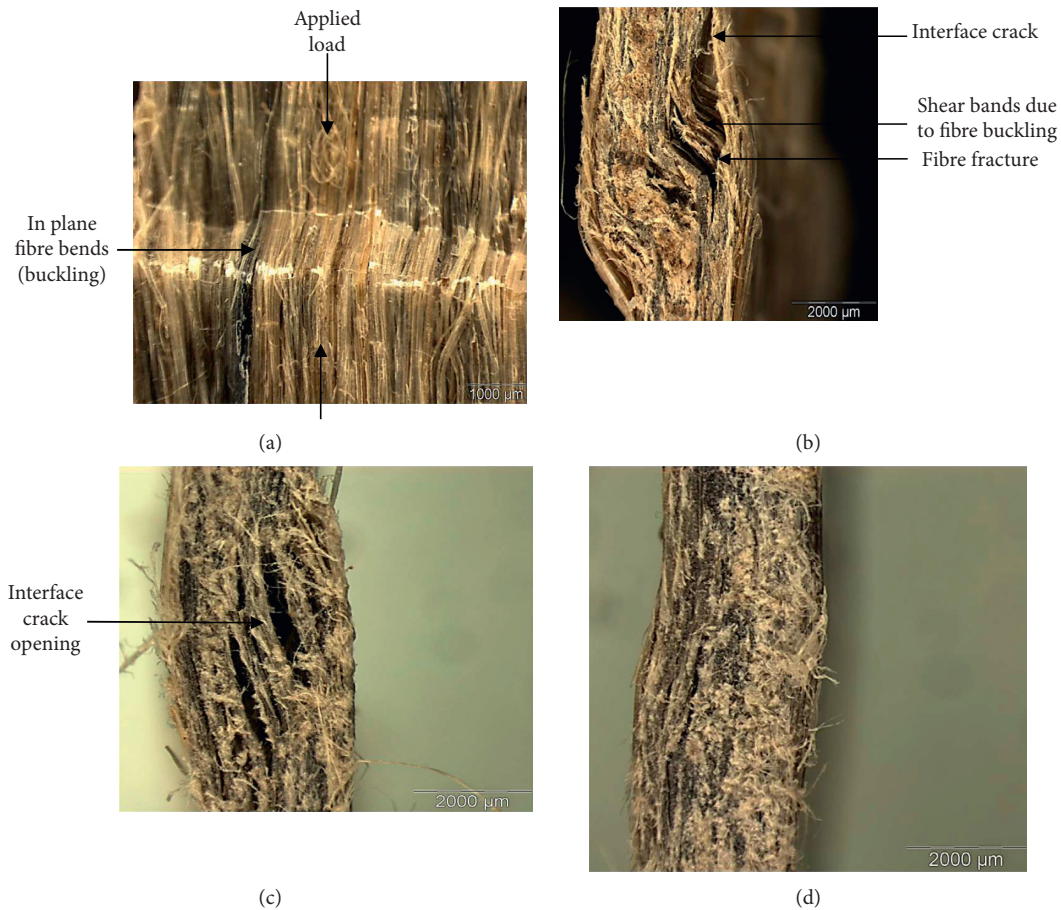 Applied
load
In plane
fibre bends
(buckling)
1000 µm
(a)
Interface crack
Shear bands due
to fibre buckling
Fibre fracture
2000 µm
(b)
Interface
crack
opening
2000 µm
(c)
2000 µm
(d)